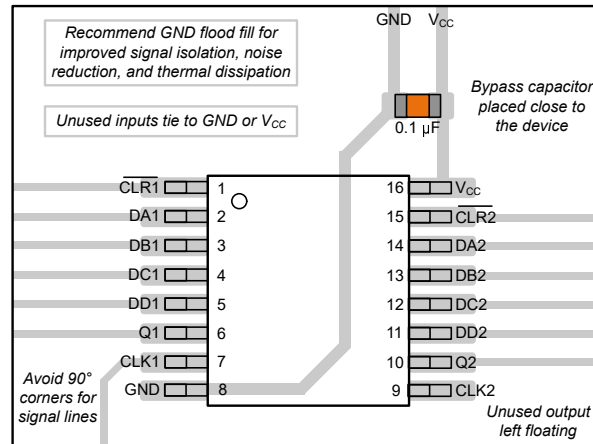 Recommend GND flood fill for
improved signal isolation, noise
reduction, and thermal dissipation
Unused inputs tie to GND or VCC
GND VCC
0.1 µF
Bypass capacitor
placed close to
the device
CLR1 1 16 VCC
DA1 2 15 CLR2
DB1 3 14 DA2
DC1 4 13 DB2
DD1 5 12 DC2
Q1 6 11 DD2
CLK1 7 10 Q2
GND 8 9 CLK2
Avoid 90°
corners for
signal lines
Unused output
left floating